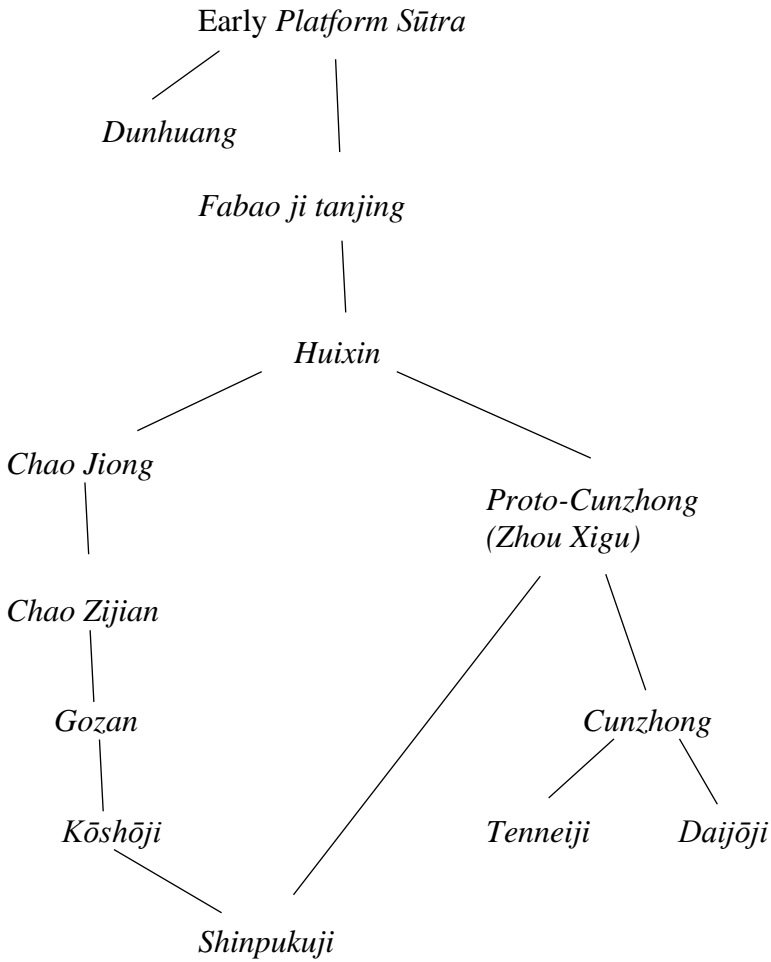 Early Platform Sūtra
Dunhuang
Fabao ji tanjing
Huixin
Chao Jiong
Proto-Cunzhong
(Zhou Xigu)
Chao Zijian
Gozan
Cunzhong
Kōshōji
Tenneiji
Daijōji
Shinpukuji